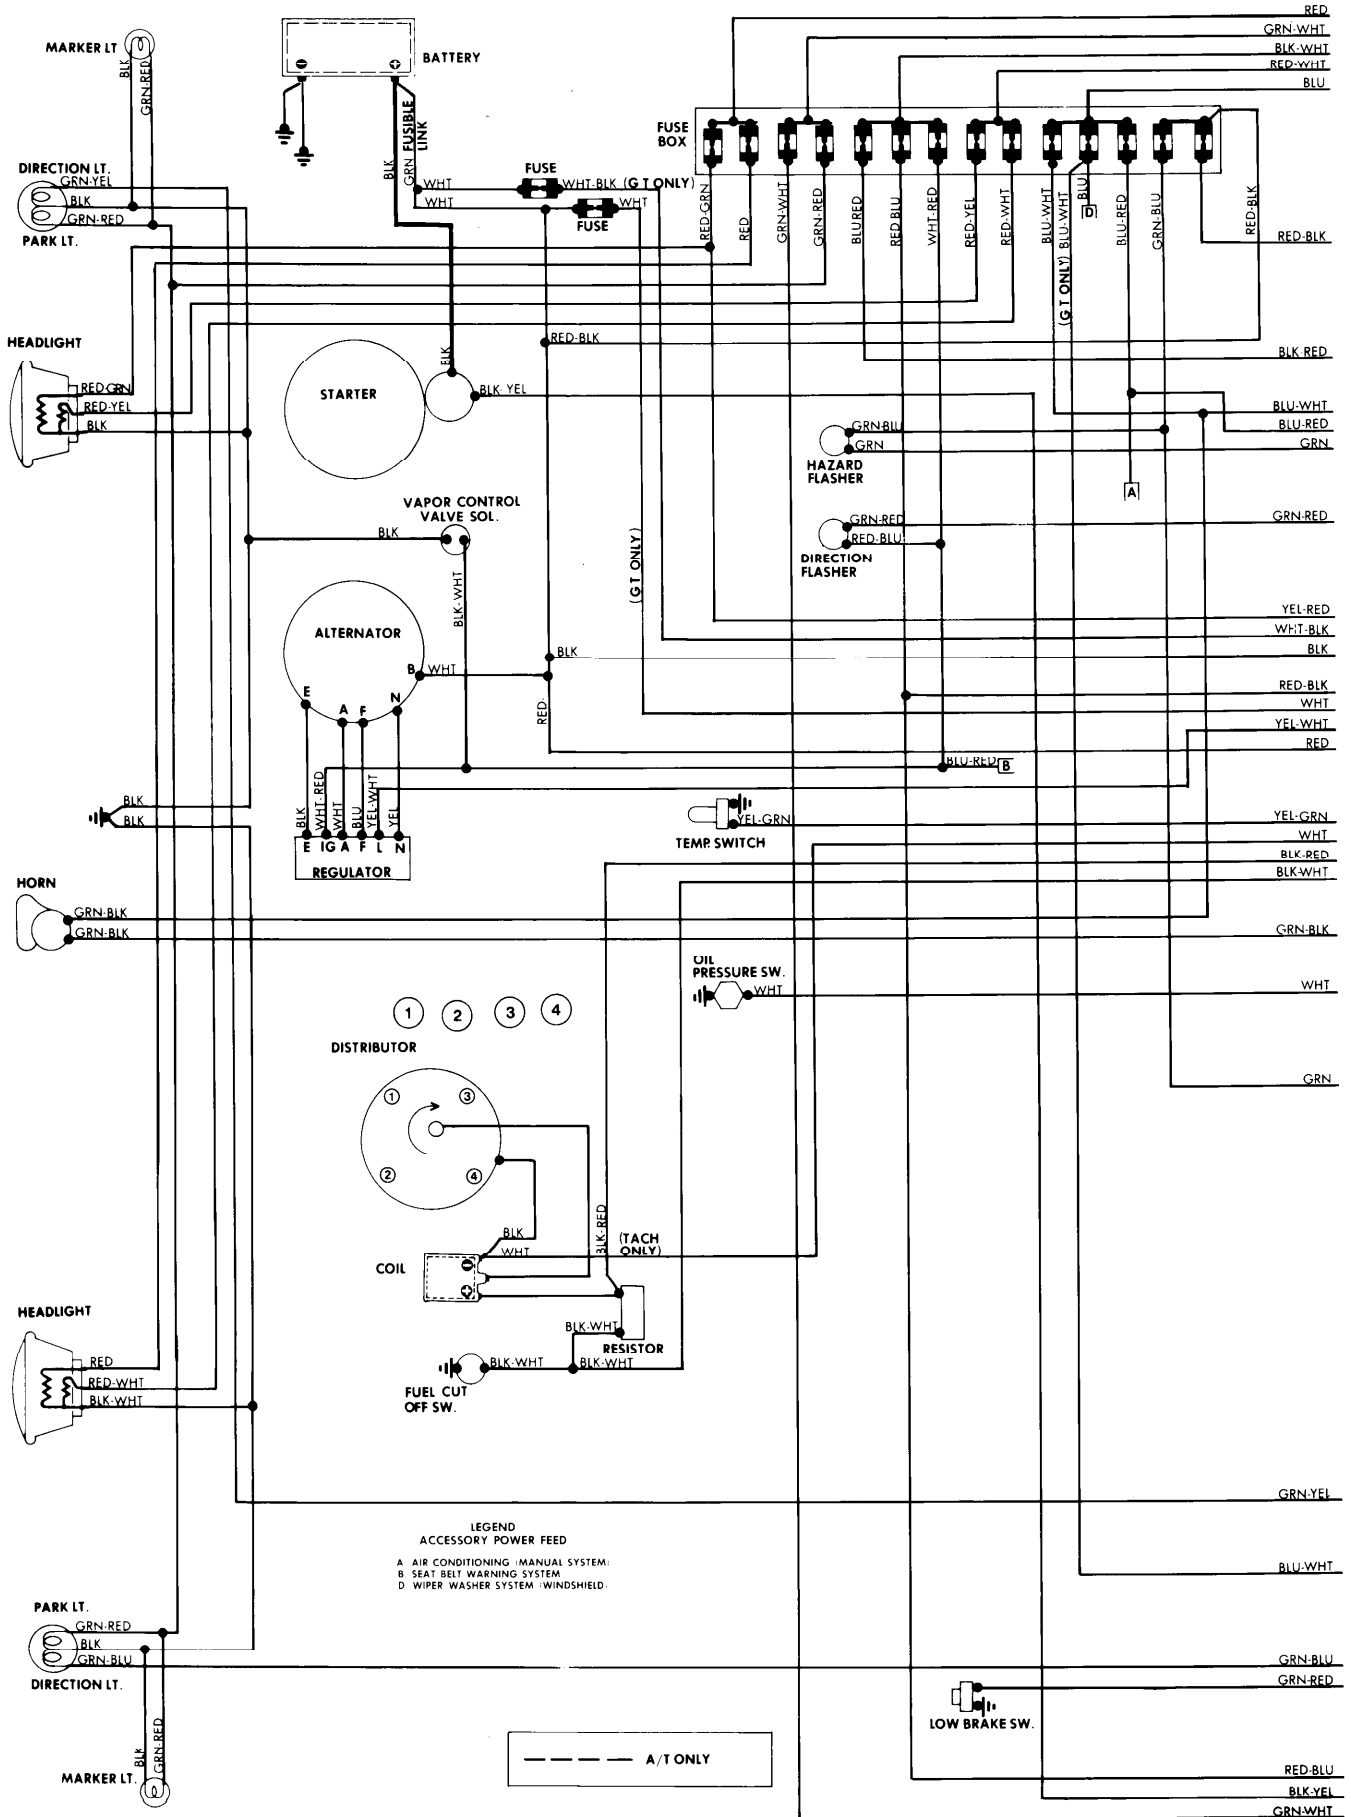 MARKER LT
BLK
GRN-RED
BATTERY
BLK
GRN
FUSIBLE
LINK
RED
GRN-WHT
BLK-WHT
RED-WHT
BLU
FUSE
BOX
DIRECTION LT.
GRN-YEL
BLK
GRN-RED
PARK LT.
WHT
WHT
FUSE
WHT-BLK (GT ONLY)
WHT
FUSE
RED-GRN
RED
GRN-WHT
GRN-RED
BLU-RED
RED-BLU
WHT-RED
RED-YEL
RED-WHT
BLU-WHT
(GT ONLY) BLU-WHT
BLU
D
BLU-RED
GRN-BLU
RED-BLK
RED-BLK
HEADLIGHT
RED-GRN
RED-YEL
BLK
STARTER
BLK
BLK-YEL
RED-BLK
BLK-RED
BLU-WHT
BLU-RED
GRN
GRN-BLU
GRN
HAZARD
FLASHER
A
VAPOR CONTROL
VALVE SOL.
BLK
BLK-WHT
(GT ONLY)
GRN-RED
RED-BLU
DIRECTION
FLASHER
GRN-RED
ALTERNATOR
B
WHT
E
A
F
N
BLK
RED-
YEL-RED
WHT-BLK
BLK
RED-BLK
WHT
YEL-WHT
RED
BLU-RED
B
BLK
BLK
BLK
WHT-RED
WHT
BLU
YEL-WHT
YEL
E IG A F L N
REGULATOR
YEL-GRN
TEMP. SWITCH
YEL-GRN
WHT
BLK-RED
BLK-WHT
HORN
GRN-BLK
GRN-BLK
GRN-BLK
OIL
PRESSURE SW.
WHT
WHT
1 2 3 4
DISTRIBUTOR
1
3
2
4
GRN
BLK
WHT
COIL
BLK-RED
(TACH
ONLY)
BLK-WHT
RESISTOR
BLK-WHT
BLK-WHT
FUEL CUT
OFF SW.
HEADLIGHT
RED
RED-WHT
BLK-WHT
GRN-YEL
LEGEND
ACCESSORY POWER FEED
A AIR CONDITIONING (MANUAL SYSTEM)
B SEAT BELT WARNING SYSTEM
D WIPER WASHER SYSTEM (WINDSHIELD)
BLU-WHT
PARK LT.
GRN-RED
BLK
GRN-BLU
DIRECTION LT.
GRN-BLU
GRN-RED
LOW BRAKE SW.
BLK
GRN-RED
MARKER LT.
A/T ONLY
RED-BLU
BLK-YEL
GRN-WHT